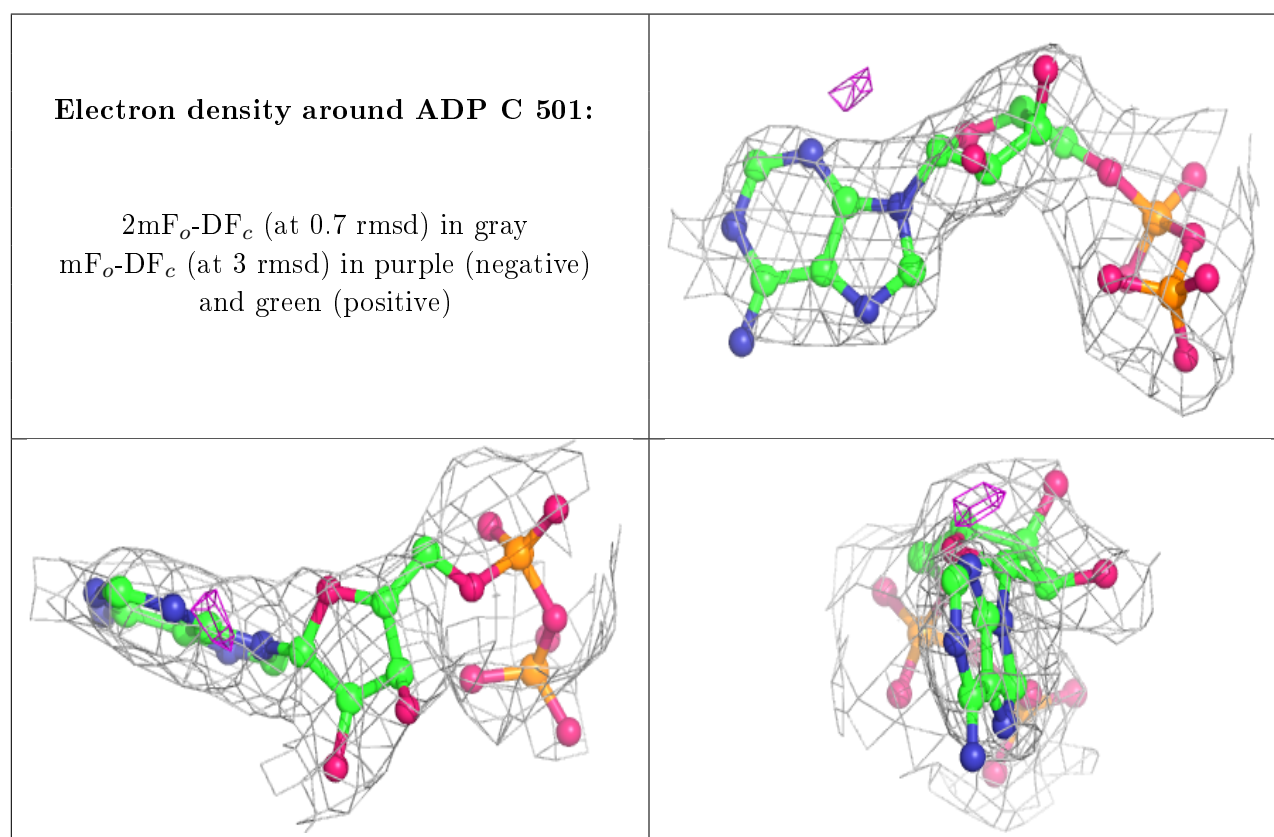 Electron density around ADP C 501:
2mFo-DFc (at 0.7 rmsd) in gray
mFo-DFc (at 3 rmsd) in purple (negative)
and green (positive)